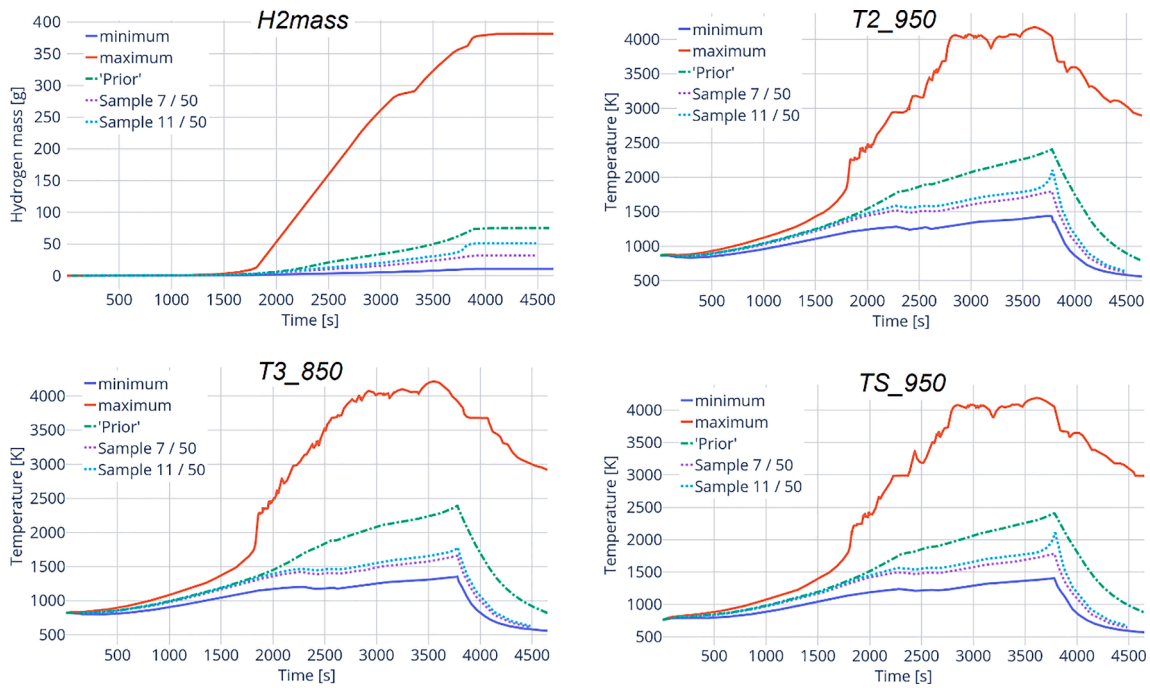 H2mass
Hydrogen mass [g]
400
350
300
250
200
150
100
50
0
minimum
maximum
'Prior'
Sample 7 / 50
Sample 11 / 50
500 1000 1500 2000 2500 3000 3500 4000 4500
Time [s]
T2_950
Temperature [K]
4000
3500
3000
2500
2000
1500
1000
500
minimum
maximum
'Prior'
Sample 7 / 50
Sample 11 / 50
500 1000 1500 2000 2500 3000 3500 4000 4500
Time [s]
T3_850
Temperature [K]
4000
3500
3000
2500
2000
1500
1000
500
minimum
maximum
'Prior'
Sample 7 / 50
Sample 11 / 50
500 1000 1500 2000 2500 3000 3500 4000 4500
Time [s]
TS_950
Temperature [K]
4000
3500
3000
2500
2000
1500
1000
500
minimum
maximum
'Prior'
Sample 7 / 50
Sample 11 / 50
500 1000 1500 2000 2500 3000 3500 4000 4500
Time [s]